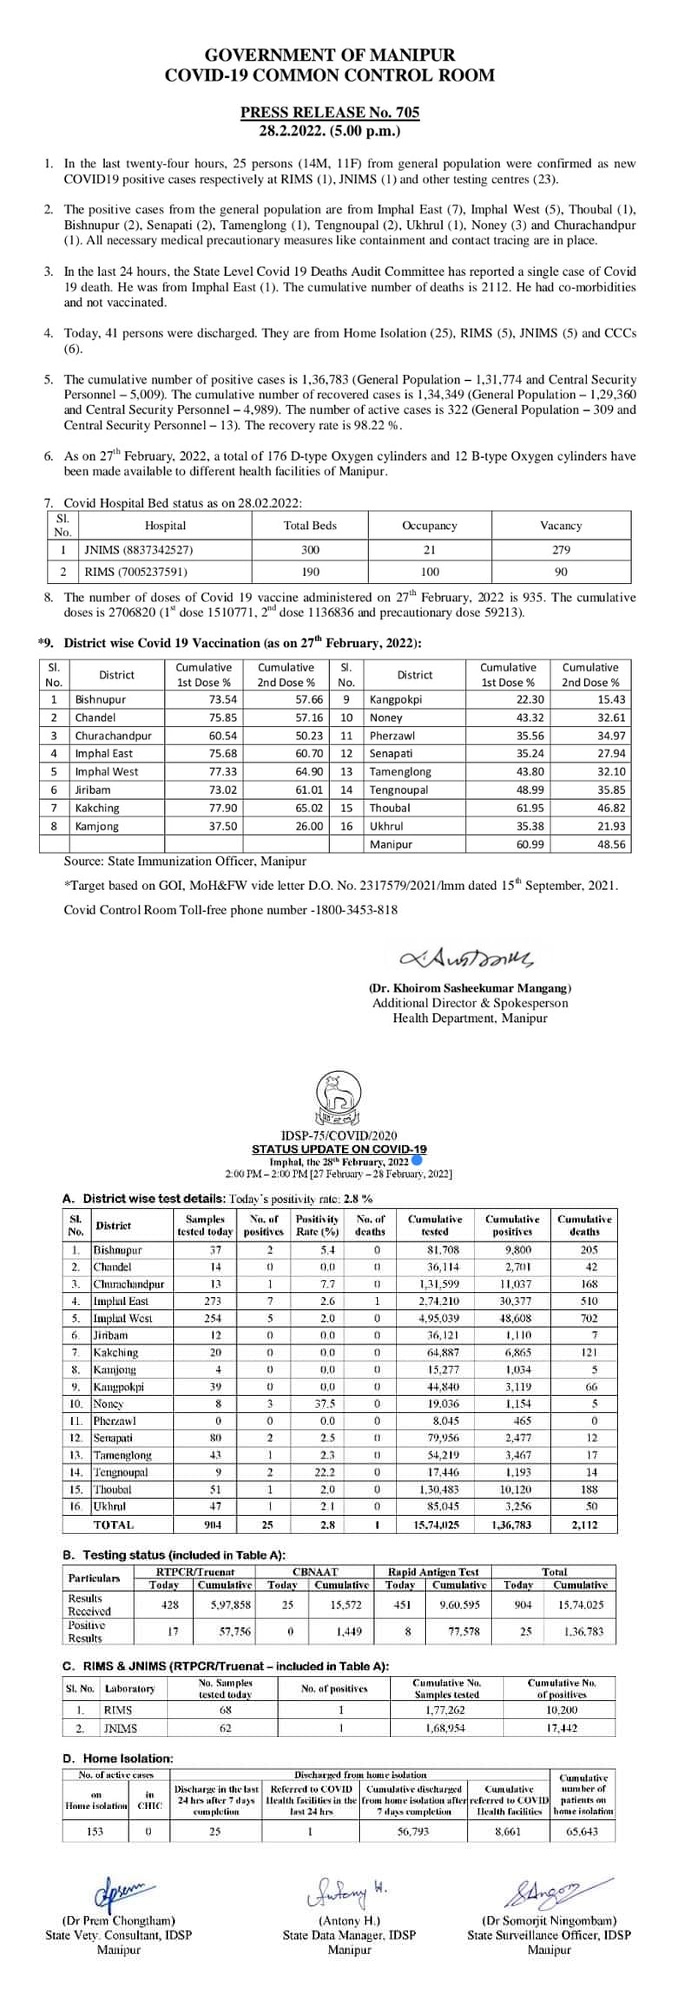 GOVERNMENT OF MANIPUR
COVID-19 COMMON CONTROL ROOM
PRESS RELEASE No. 705
28.2.2022. (5.00 p.m.)
1. In the last twenty-four hours, 25 persons (14M, 11F) from general population were confirmed as new
COVID19 positive cases respectively at RIMS (1), JNIMS (1) and other testing centres (23).
2. The positive cases from the general population are from Imphal East (7), Imphal West (5), Thoubal (1),
Bishnupur (2), Senapati (2), Tamenglong (1), Tengnoupal (2), Ukhrul (1), Noney (3) and Churachandpur
(1). All necessary medical precautionary measures like containment and contact tracing are in place.
3. In the last 24 hours, the State Level Covid 19 Deaths Audit Committee has reported a single case of Covid
19 death. He was from Imphal East (1). The cumulative number of deaths is 2112. He had co-morbidities
and not vaccinated.
4. Today, 41 persons were discharged. They are from Home Isolation (25), RIMS (5), JNIMS (5) and CCCs
(6).
5. The cumulative number of positive cases is 1,36,783 (General Population – 1,31,774 and Central Security
Personnel – 5,009). The cumulative number of recovered cases is 1,34,349 (General Population – 1,29,360
and Central Security Personnel – 4,989). The number of active cases is 322 (General Population – 309 and
Central Security Personnel – 13). The recovery rate is 98.22 %.
6. As on 27th February, 2022, a total of 176 D-type Oxygen cylinders and 12 B-type Oxygen cylinders have
been made available to different health facilities of Manipur.
7. Covid Hospital Bed status as on 28.02.2022:
Sl. No. Hospital Total Beds Occupancy Vacancy
1 JNIMS (8837342527) 300 21 279
2 RIMS (7005237591) 190 100 90
8. The number of doses of Covid 19 vaccine administered on 27th February, 2022 is 935. The cumulative
doses is 2706820 (1st dose 1510771, 2nd dose 1136836 and precautionary dose 59213).
*9. District wise Covid 19 Vaccination (as on 27th February, 2022):
Sl. No. District Cumulative 1st Dose % Cumulative 2nd Dose % Sl. No. District Cumulative 1st Dose % Cumulative 2nd Dose %
1 Bishnupur 73.54 57.66 9 Kangpokpi 22.30 15.43
2 Chandel 75.85 57.16 10 Noney 43.32 32.61
3 Churachandpur 60.54 50.23 11 Pherzawl 35.56 34.97
4 Imphal East 75.68 60.70 12 Senapati 35.24 27.94
5 Imphal West 77.33 64.90 13 Tamenglong 43.80 32.10
6 Jiribam 73.02 61.01 14 Tengnoupal 48.99 35.85
7 Kakching 77.90 65.02 15 Thoubal 61.95 46.82
8 Kamjong 37.50 26.00 16 Ukhrul 35.38 21.93
Manipur 60.99 48.56
Source: State Immunization Officer, Manipur
*Target based on GOI, MoH&FW vide letter D.O. No. 2317579/2021/Imm dated 15th September, 2021.
Covid Control Room Toll-free phone number -1800-3453-818
(Dr. Khoirom Sasheekumar Mangang)
Additional Director & Spokesperson
Health Department, Manipur
IDSP-75/COVID/2020
STATUS UPDATE ON COVID-19
Imphal, the 28th February, 2022
2:00 PM – 2:00 PM [27 February – 28 February, 2022]
A. District wise test details: Today's positivity rate: 2.8 %
Sl. No. District Samples tested today No. of positives Positivity Rate (%) No. of deaths Cumulative tested Cumulative positives Cumulative deaths
1. Bishnupur 37 2 5.4 0 81,708 9,800 205
2. Chandel 14 0 0.0 0 36,114 2,701 42
3. Churachandpur 13 1 7.7 0 1,31,599 11,037 168
4. Imphal East 273 7 2.6 1 2,74,210 30,377 510
5. Imphal West 254 5 2.0 0 4,95,039 48,608 702
6. Jiribam 12 0 0.0 0 36,121 1,110 7
7. Kakching 20 0 0.0 0 64,887 6,865 121
8. Kamjong 4 0 0.0 0 15,277 1,034 5
9. Kangpokpi 39 0 0.0 0 44,840 3,119 66
10. Noney 8 3 37.5 0 19,036 1,154 5
11. Pherzawl 0 0 0.0 0 8,045 465 0
12. Senapati 80 2 2.5 0 79,956 2,477 12
13. Tamenglong 43 1 2.3 0 54,219 3,467 17
14. Tengnoupal 9 2 22.2 0 17,446 1,193 14
15. Thoubal 51 1 2.0 0 1,30,483 10,120 188
16. Ukhrul 47 1 2.1 0 85,045 3,256 50
TOTAL 904 25 2.8 1 15,74,025 1,36,783 2,112
B. Testing status (included in Table A):
Particulars RTPCR/Truenat CBNAAT Rapid Antigen Test Total
Today Cumulative Today Cumulative Today Cumulative Today Cumulative
Results Received 428 5,97,858 25 15,572 451 9,60,595 904 15,74,025
Positive Results 17 57,756 0 1,449 8 77,578 25 1,36,783
C. RIMS & JNIMS (RTPCR/Truenat – included in Table A):
Sl. No. Laboratory No. Samples tested today No. of positives Cumulative No. Samples tested Cumulative No. of positives
1. RIMS 68 1 1,77,262 10,200
2. JNIMS 62 1 1,68,954 17,442
D. Home Isolation:
No. of active cases Discharged from home isolation Cumulative number of patients on home isolation
on Home isolation in CHIC Discharge in the last 24 hrs after 7 days completion Referred to COVID Health facilities in the last 24 hrs Cumulative discharged from home isolation after 7 days completion Cumulative referred to COVID Health facilities
153 0 25 1 56,793 8,661 65,643
Antony H.
(Dr Prem Chongtham) (Antony H.) (Dr Somorjit Ningombam)
State Vety. Consultant, IDSP State Data Manager, IDSP State Surveillance Officer, IDSP
Manipur Manipur Manipur